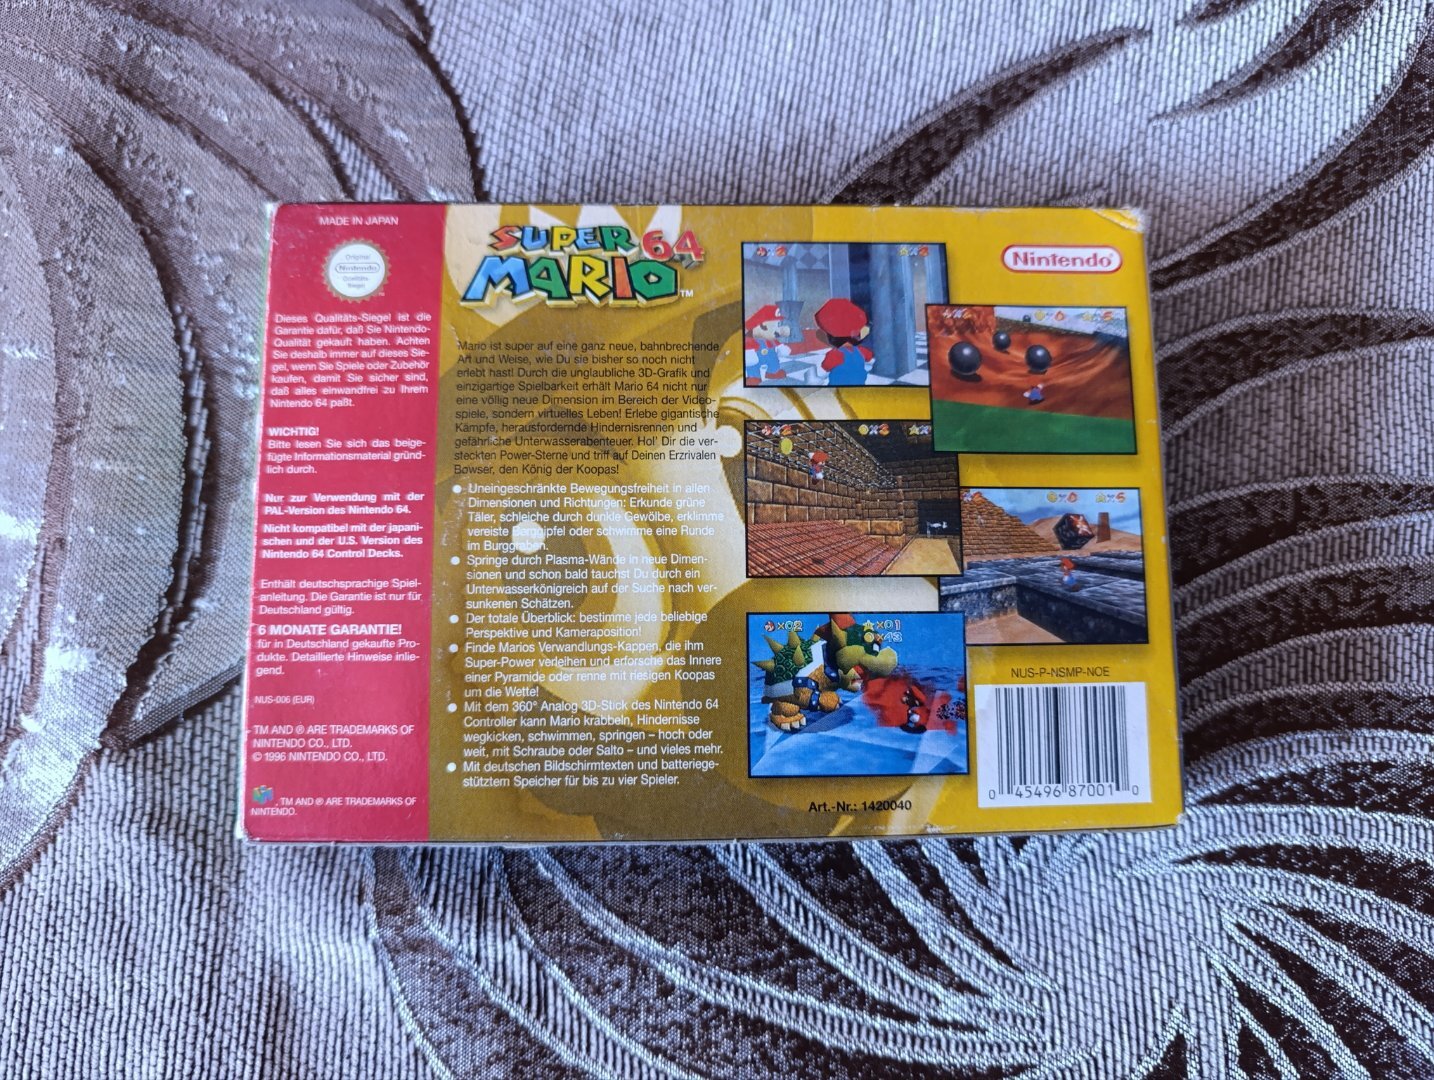 MADE IN JAPAN
Original
Nintendo
Qualitäts-
Siegel
Dieses Qualitäts-Siegel ist die
Garantie dafür, daß Sie Nintendo-
Qualität gekauft haben. Achten
Sie deshalb immer auf dieses Sie-
gel, wenn Sie Spiele oder Zubehör
kaufen, damit Sie sicher sind,
daß alles einwandfrei zu Ihrem
Nintendo 64 paßt.
WICHTIG!
Bitte lesen Sie sich das beige-
fügte Informationsmaterial gründ-
lich durch.
Nur zur Verwendung mit der
PAL-Version des Nintendo 64.
Nicht kompatibel mit der japani-
schen und der U.S. Version des
Nintendo 64 Control Decks.
Enthält deutschsprachige Spiel-
anleitung. Die Garantie ist nur für
Deutschland gültig.
6 MONATE GARANTIE!
für in Deutschland gekaufte Pro-
dukte. Detaillierte Hinweise inlie-
gend.
NUS-006 (EUR)
TM AND ® ARE TRADEMARKS OF
NINTENDO CO., LTD.
© 1996 NINTENDO CO., LTD.
, TM AND ® ARE TRADEMARKS OF
NINTENDO.
SUPER 64
MARIO™
Mario ist super auf eine ganz neue, bahnbrechende
Art und Weise, wie Du sie bisher so noch nicht
erlebt hast! Durch die unglaubliche 3D-Grafik und
einzigartige Spielbarkeit erhält Mario 64 nicht nur
eine völlig neue Dimension im Bereich der Video-
spiele, sondern virtuelles Leben! Erlebe gigantische
Kämpfe, herausfordernde Hindernisrennen und
gefährliche Unterwasserabenteuer. Hol' Dir die ver-
steckten Power-Sterne und triff auf Deinen Erzrivalen
Bowser, den König der Koopas!
● Uneingeschränkte Bewegungsfreiheit in allen
Dimensionen und Richtungen: Erkunde grüne
Täler, schleiche durch dunkle Gewölbe, erklimme
vereiste Berggipfel oder schwimme eine Runde
im Burggraben.
● Springe durch Plasma-Wände in neue Dimen-
sionen und schon bald tauchst Du durch ein
Unterwasserkönigreich auf der Suche nach ver-
sunkenen Schätzen.
● Der totale Überblick: bestimme jede beliebige
Perspektive und Kameraposition!
● Finde Marios Verwandlungs-Kappen, die ihm
Super-Power verleihen und erforsche das Innere
einer Pyramide oder renne mit riesigen Koopas
um die Wette!
● Mit dem 360° Analog 3D-Stick des Nintendo 64
Controller kann Mario krabbeln, Hindernisse
wegkicken, schwimmen, springen – hoch oder
weit, mit Schraube oder Salto – und vieles mehr.
● Mit deutschen Bildschirmtexten und batteriege-
stütztem Speicher für bis zu vier Spieler.
Nintendo®
×2 ×2
×0 ×5
×2 ×2
×0 ×5
×02 ×01
×43
Art.-Nr.: 1420040
NUS-P-NSMP-NOE
0 45496 87001 0